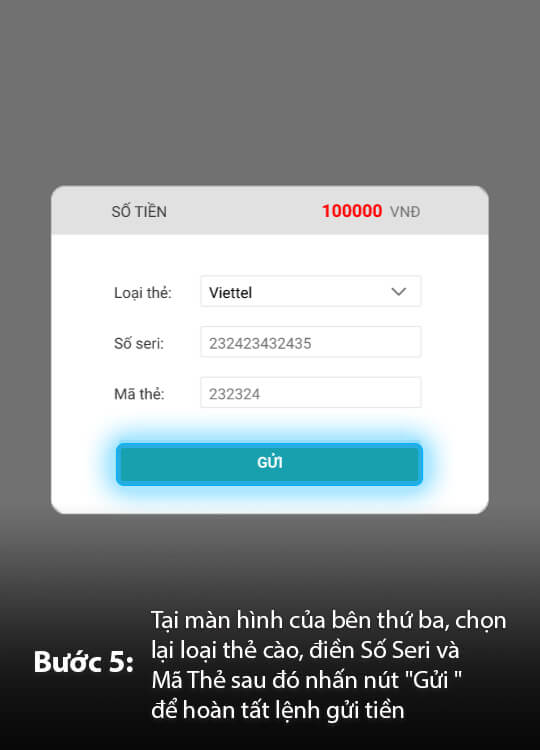 SỐ TIỀN 100000 VNĐ
Loại thẻ: Viettel
Số seri: 232423432435
Mã thẻ: 232324
GỬI
Bước 5:
Tại màn hình của bên thứ ba, chọn
lại loại thẻ cào, điền Số Seri và
Mã Thẻ sau đó nhấn nút "Gửi "
để hoàn tất lệnh gửi tiền